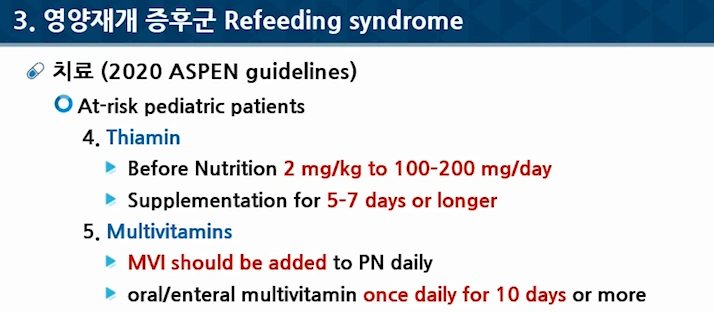 3. 영양재개 증후군 Refeeding syndrome
치료 (2020 ASPEN guidelines)
At-risk pediatric patients
4. Thiamin
Before Nutrition 2 mg/kg to 100-200 mg/day
Supplementation for 5-7 days or longer
5. Multivitamins
MVI should be added to PN daily
oral/enteral multivitamin once daily for 10 days or more